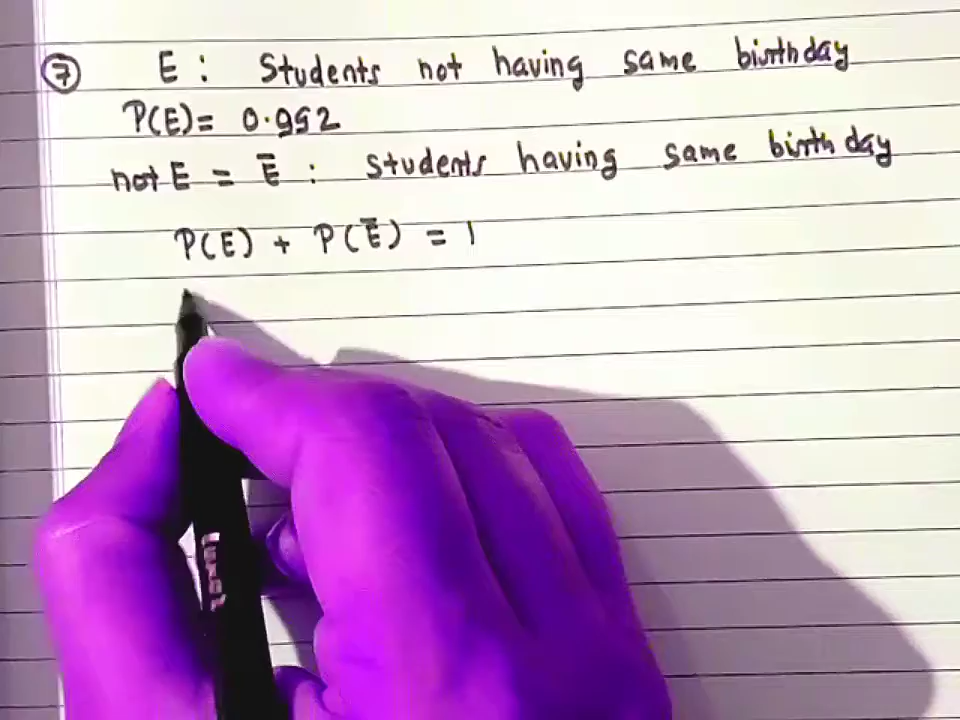 7 E : Students not having same birthday
P(E) = 0.992
not E = Ē : Students having same birthday
P(E) + P(Ē) = 1